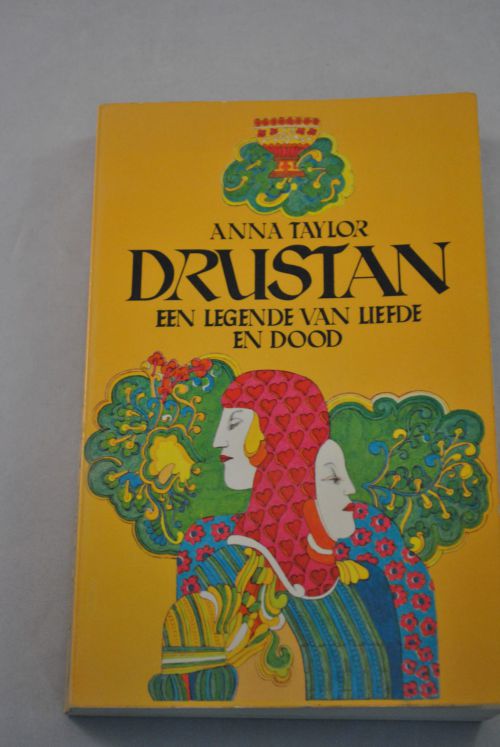 ANNA TAYLOR
DRUSTAN
EEN LEGENDE VAN LIEFDE
EN DOOD